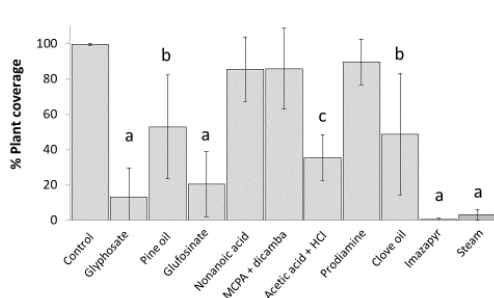 % Plant coverage
100
80
60
40
20
0
a
b
a
c
b
a
a
Control
Glyphosate
Pine oil
Glufosinate
Nonanoic acid
MCPA + dicamba
Acetic acid + HCl
Prodiamine
Clove oil
Imazapyr
Steam